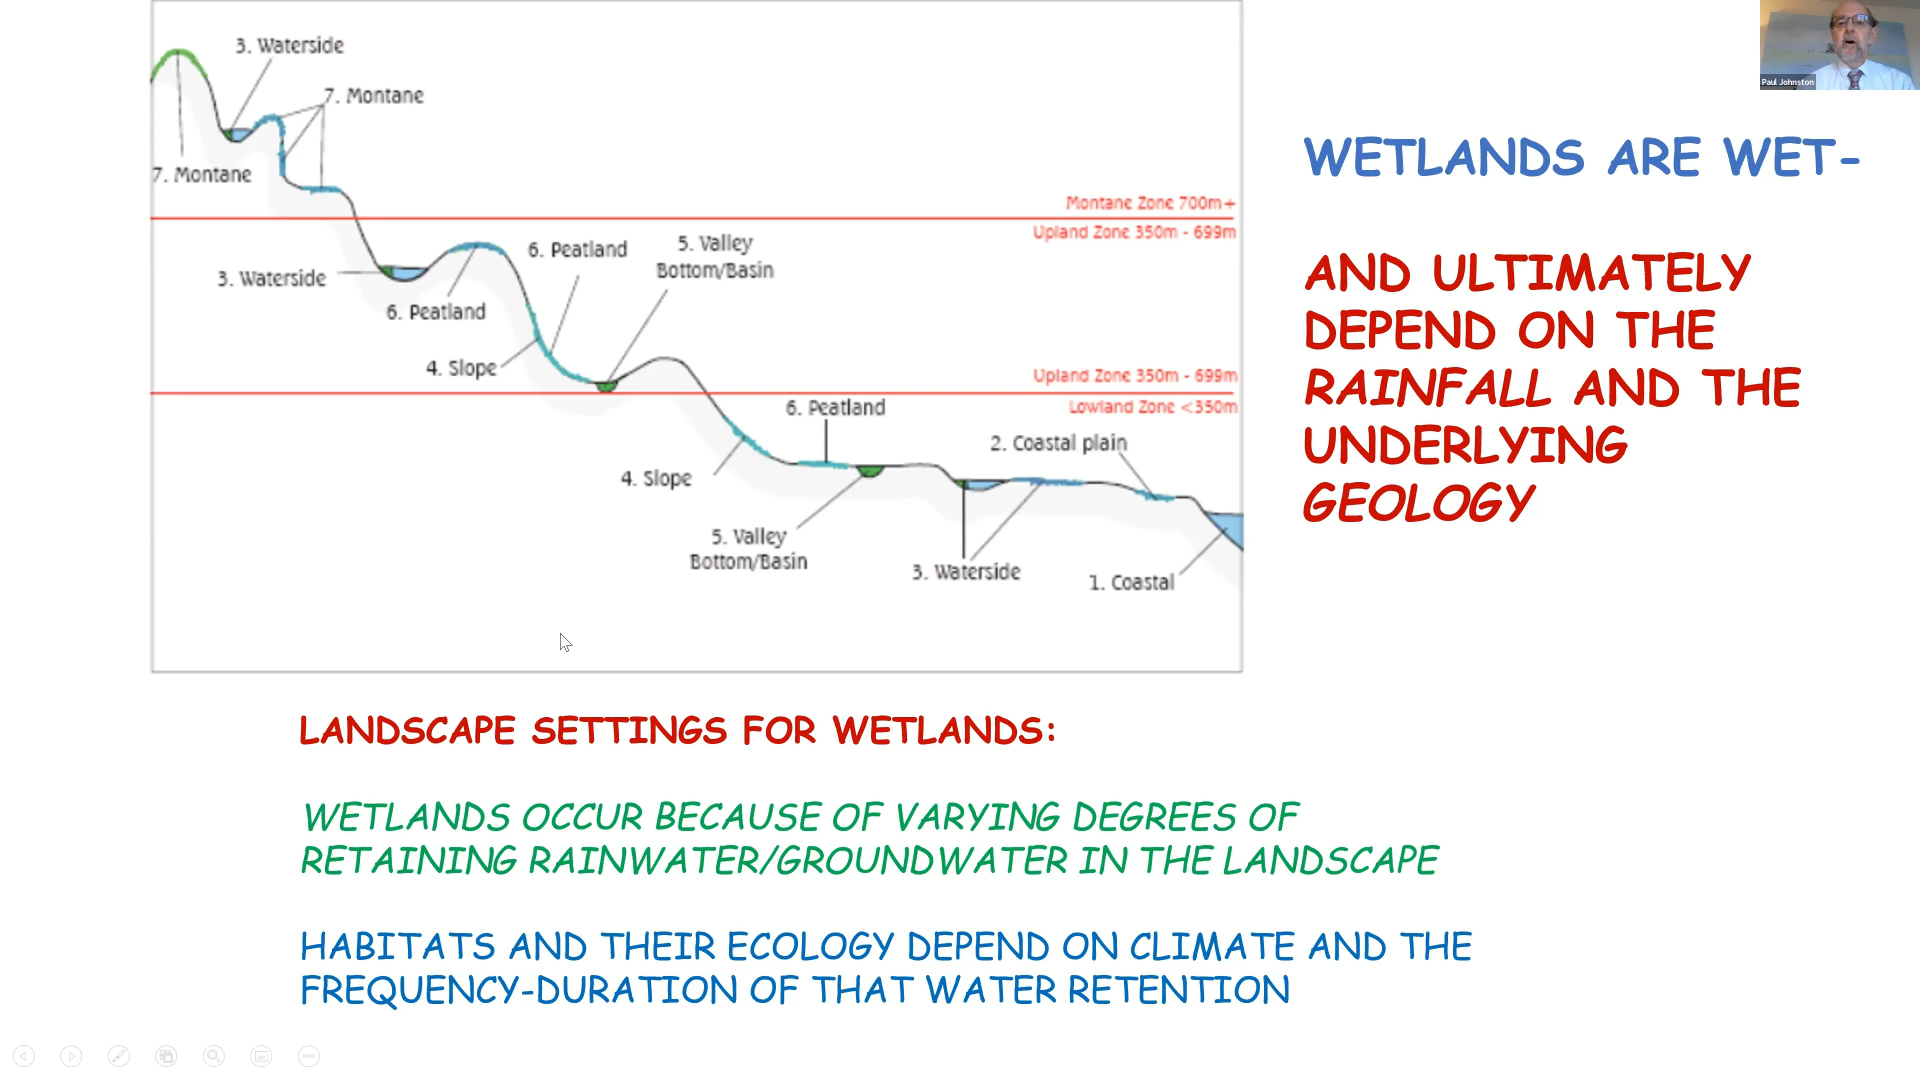 3. Waterside
7. Montane
7. Montane
Montane Zone 700m+
Upland Zone 350m - 699m
6. Peatland
5. Valley
Bottom/Basin
3. Waterside
6. Peatland
4. Slope
Upland Zone 350m - 699m
Lowland Zone <350m
6. Peatland
2. Coastal plain
4. Slope
5. Valley
Bottom/Basin
3. Waterside
1. Coastal
Paul Johnston
WETLANDS ARE WET-
AND ULTIMATELY
DEPEND ON THE
RAINFALL AND THE
UNDERLYING
GEOLOGY
LANDSCAPE SETTINGS FOR WETLANDS:
WETLANDS OCCUR BECAUSE OF VARYING DEGREES OF
RETAINING RAINWATER/GROUNDWATER IN THE LANDSCAPE
HABITATS AND THEIR ECOLOGY DEPEND ON CLIMATE AND THE
FREQUENCY-DURATION OF THAT WATER RETENTION